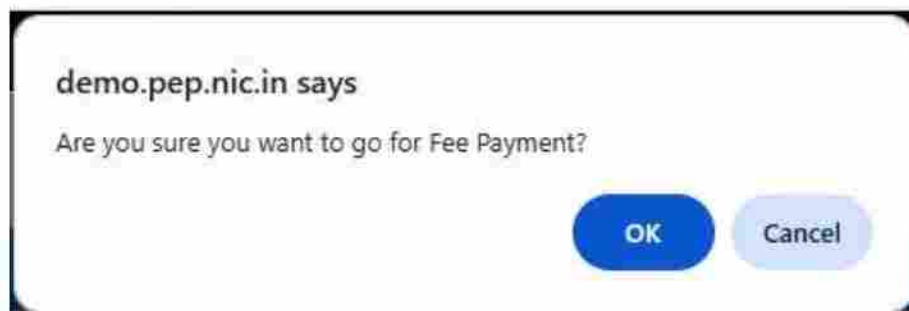 demo.pep.nic.in says
Are you sure you want to go for Fee Payment?
OK Cancel